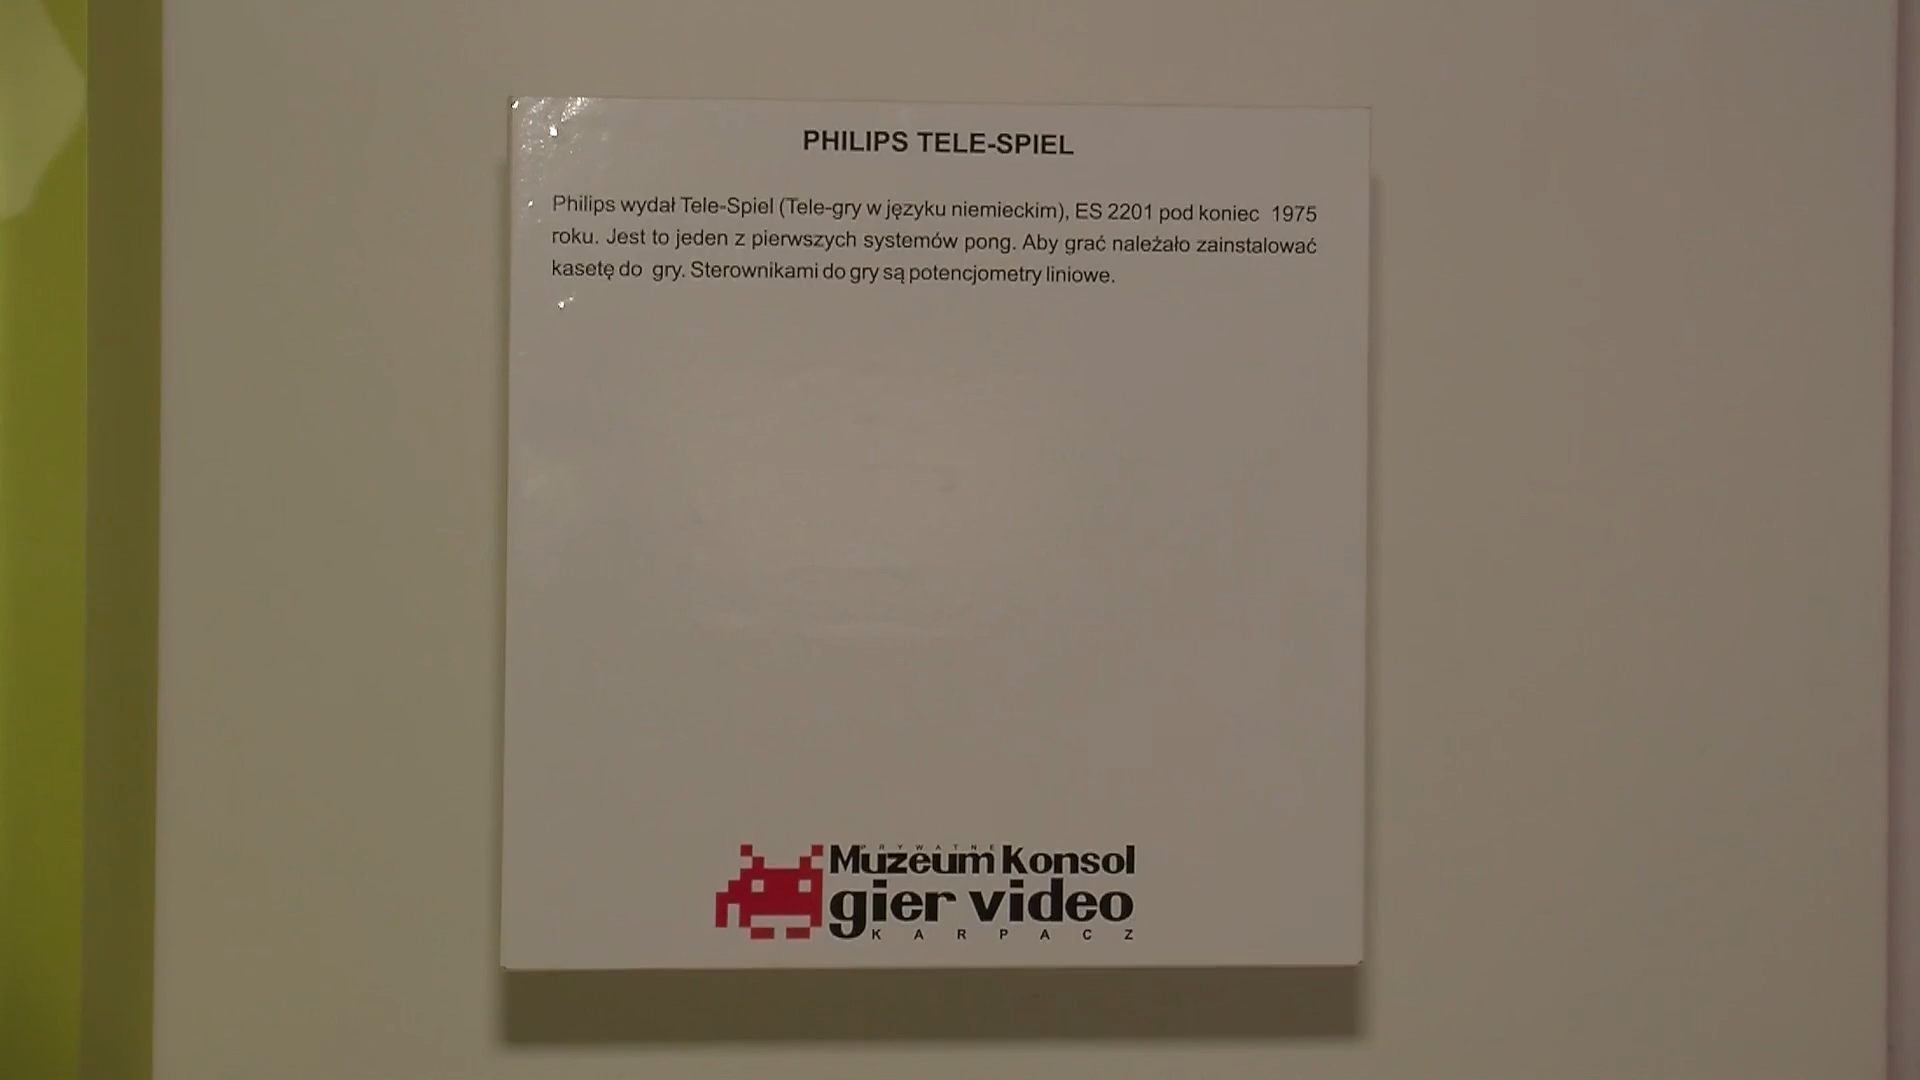 PHILIPS TELE-SPIEL
Philips wydał Tele-Spiel (Tele-gry w języku niemieckim), ES 2201 pod koniec 1975
roku. Jest to jeden z pierwszych systemów pong. Aby grać należało zainstalować
kasetę do gry. Sterownikami do gry są potencjometry liniowe.
PRYWATNE
Muzeum Konsol
gier video
KARPACZ